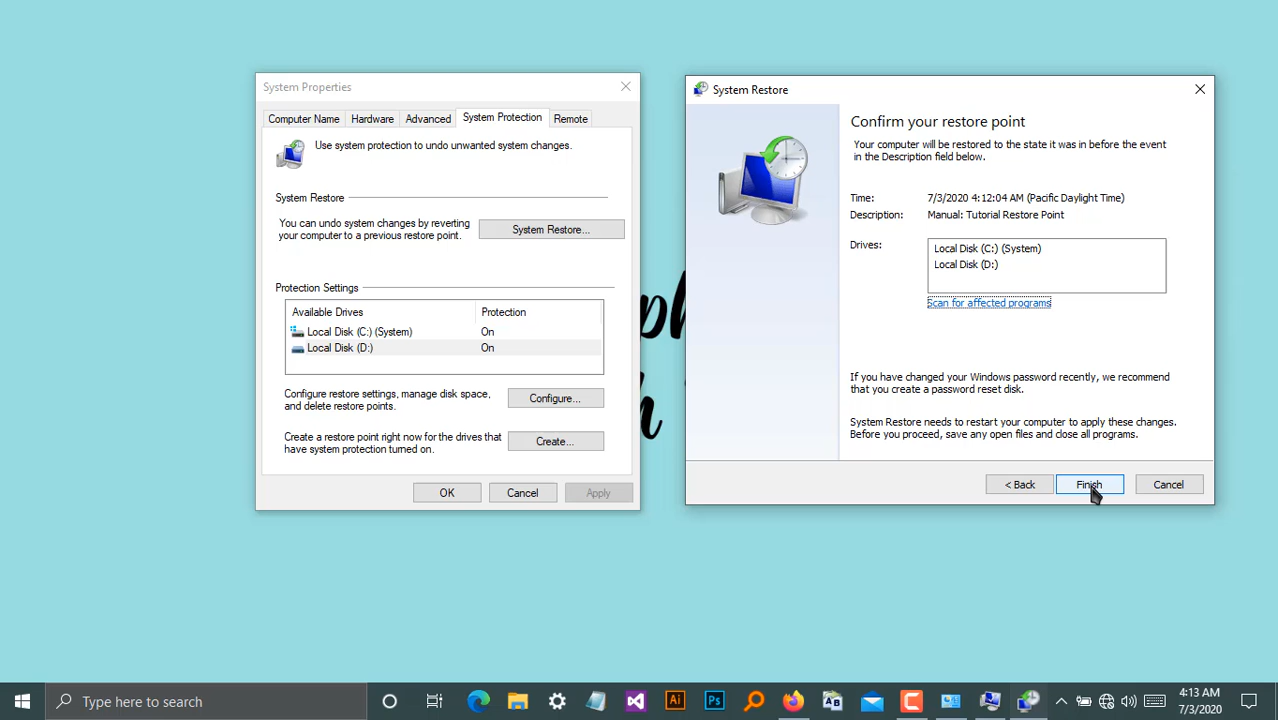 System Properties
Computer Name
Hardware
Advanced
System Protection
Remote
Use system protection to undo unwanted system changes.
System Restore
You can undo system changes by reverting
your computer to a previous restore point.
System Restore...
Protection Settings
Available Drives
Protection
Local Disk (C:) (System)
On
Local Disk (D:)
On
Configure restore settings, manage disk space,
and delete restore points.
Configure...
Create a restore point right now for the drives that
have system protection turned on.
Create...
OK
Cancel
Apply
System Restore
Confirm your restore point
Your computer will be restored to the state it was in before the event
in the Description field below.
Time:
7/3/2020 4:12:04 AM (Pacific Daylight Time)
Description:
Manual: Tutorial Restore Point
Drives:
Local Disk (C:) (System)
Local Disk (D:)
Scan for affected programs
If you have changed your Windows password recently, we recommend
that you create a password reset disk.
System Restore needs to restart your computer to apply these changes.
Before you proceed, save any open files and close all programs.
< Back
Finish
Cancel
Type here to search
Ai
Ps
4:13 AM
7/3/2020